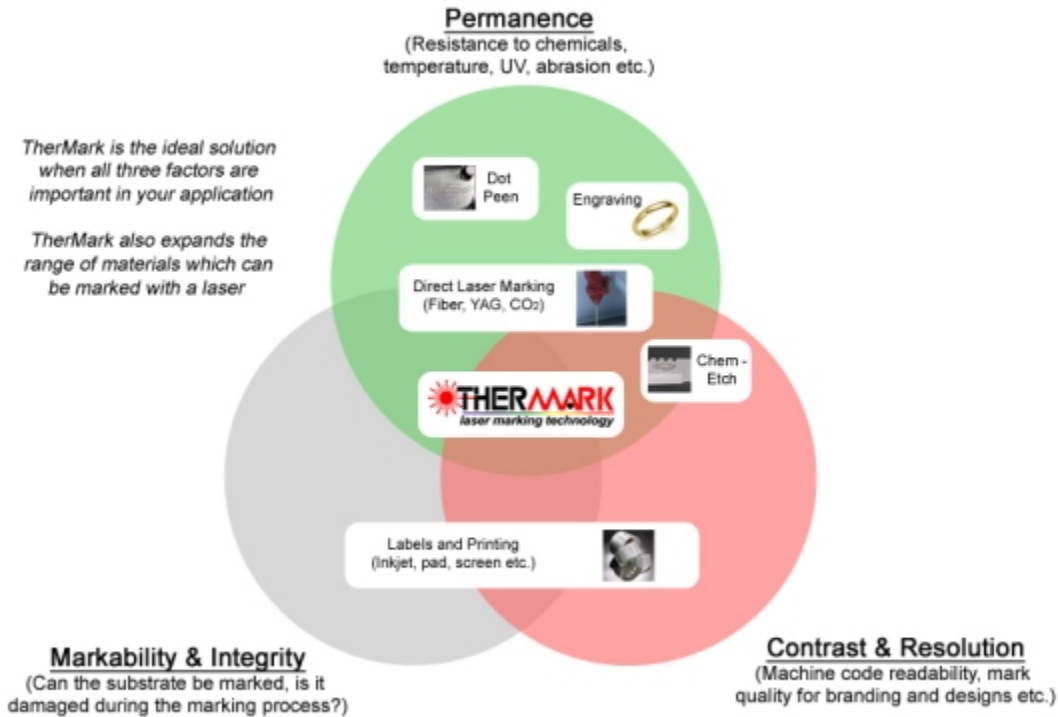 Permanence
(Resistance to chemicals,
temperature, UV, abrasion etc.)
TherMark is the ideal solution
when all three factors are
important in your application
TherMark also expands the
range of materials which can
be marked with a laser
Dot
Peen
Engraving
Direct Laser Marking
(Fiber, YAG, CO2)
Chem -
Etch
THERMARK
laser marking technology
Labels and Printing
(Inkjet, pad, screen etc.)
Markability & Integrity
(Can the substrate be marked, is it
damaged during the marking process?)
Contrast & Resolution
(Machine code readability, mark
quality for branding and designs etc.)